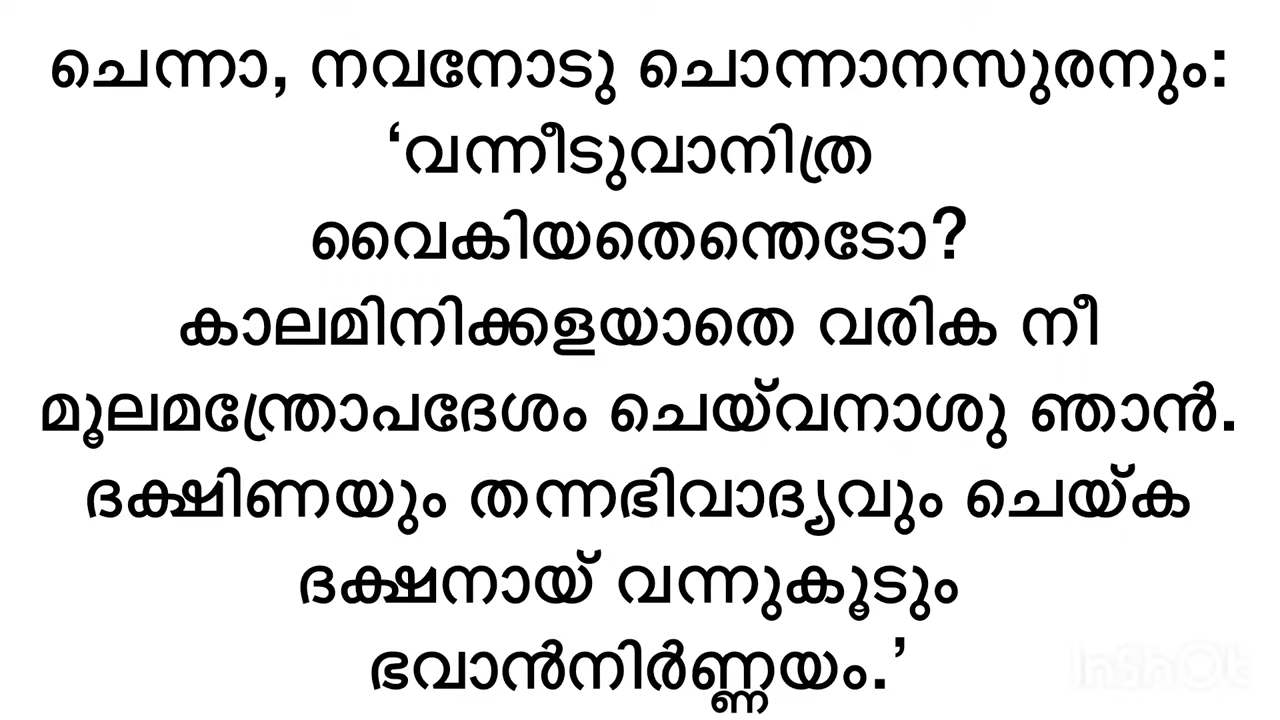 ചെന്നാ, നവനോടു ചൊന്നാനസുരനും:
‘വന്നീടുവാനിത്ര
വൈകിയതെന്തെടോ?
കാലമിനിക്കളയാതെ വരിക നീ
മൂലമന്ത്രോപദേശം ചെയ്‌വനാശു ഞാൻ.
ദക്ഷിണയും തന്നഭിവാദ്യവും ചെയ്ക
ദക്ഷനായ് വന്നുകൂടും
ഭവാൻനിർണ്ണയം.’
InShOt